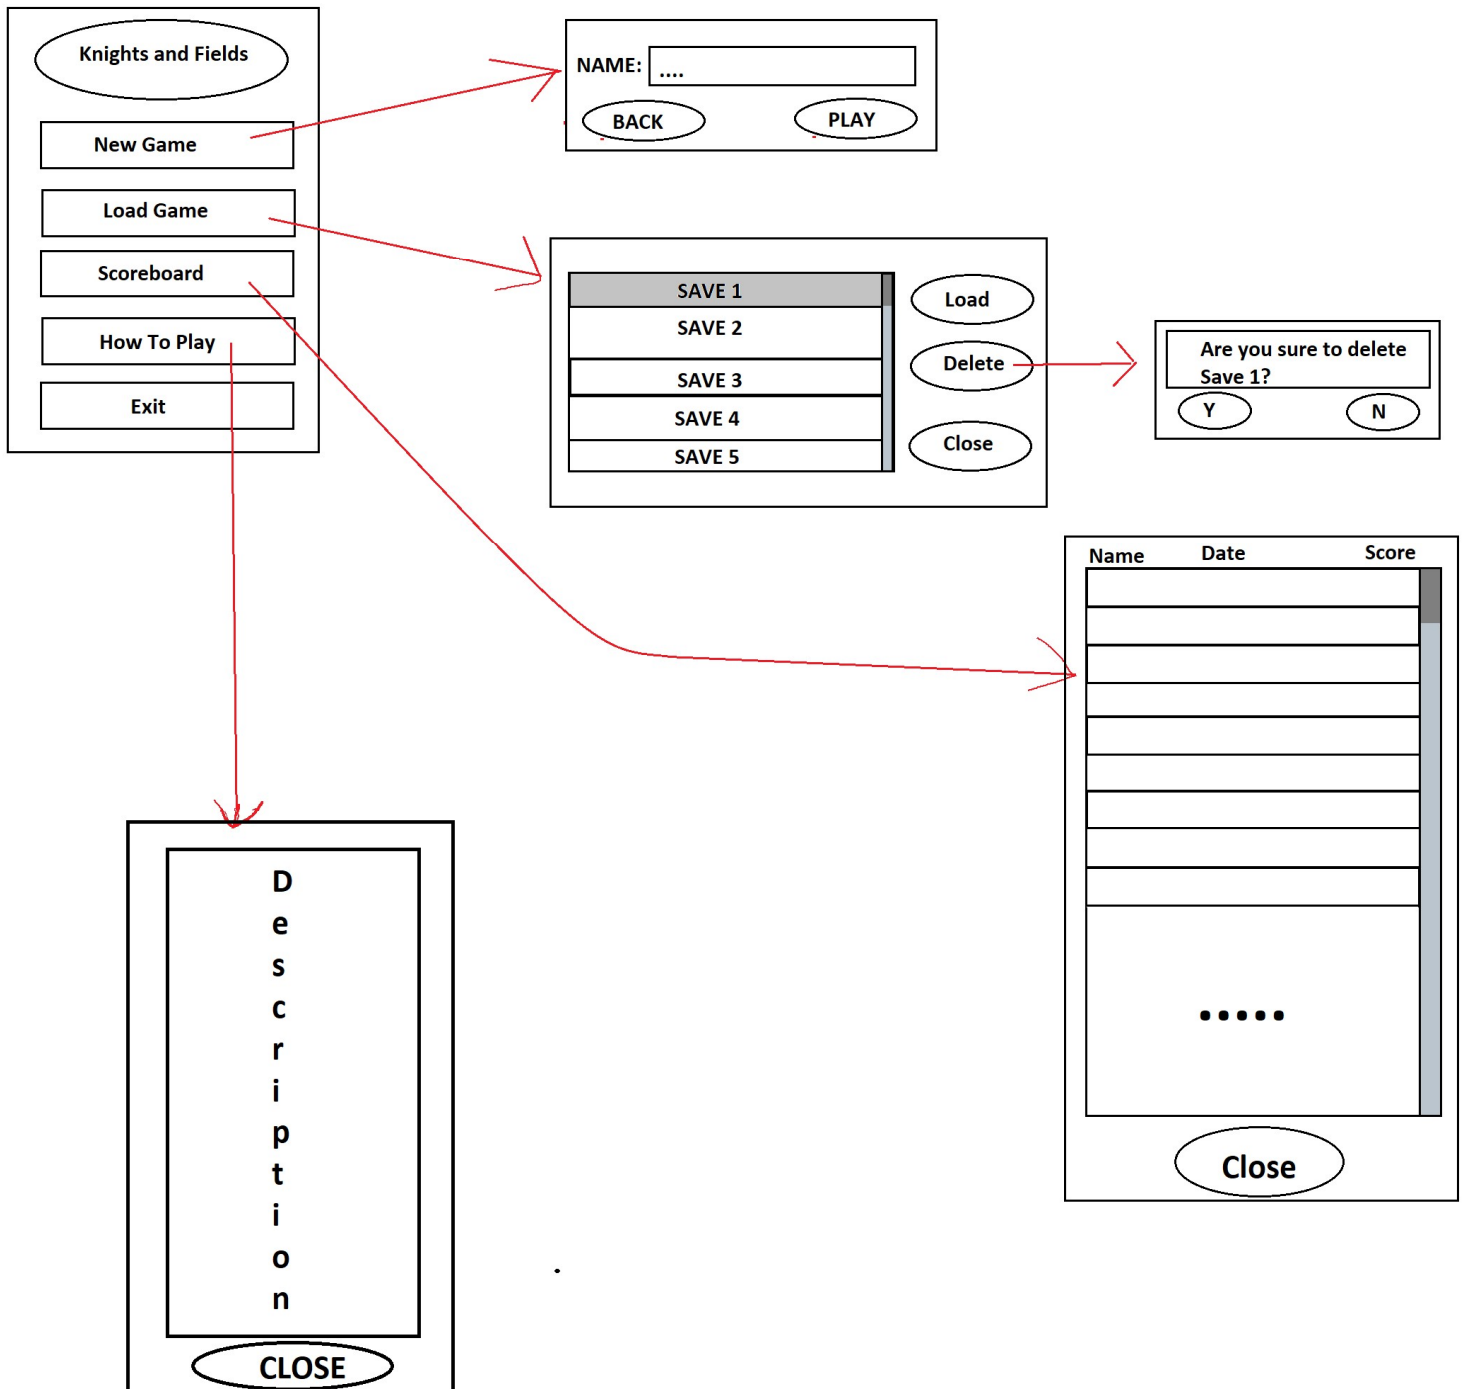 Knights and Fields
New Game
Load Game
Scoreboard
How To Play
Exit
NAME: ....
BACK PLAY
SAVE 1
SAVE 2
SAVE 3
SAVE 4
SAVE 5
Load
Delete
Close
Are you sure to delete
Save 1?
Y N
Name Date Score
.....
Close
D
e
s
c
r
i
p
t
i
o
n
CLOSE